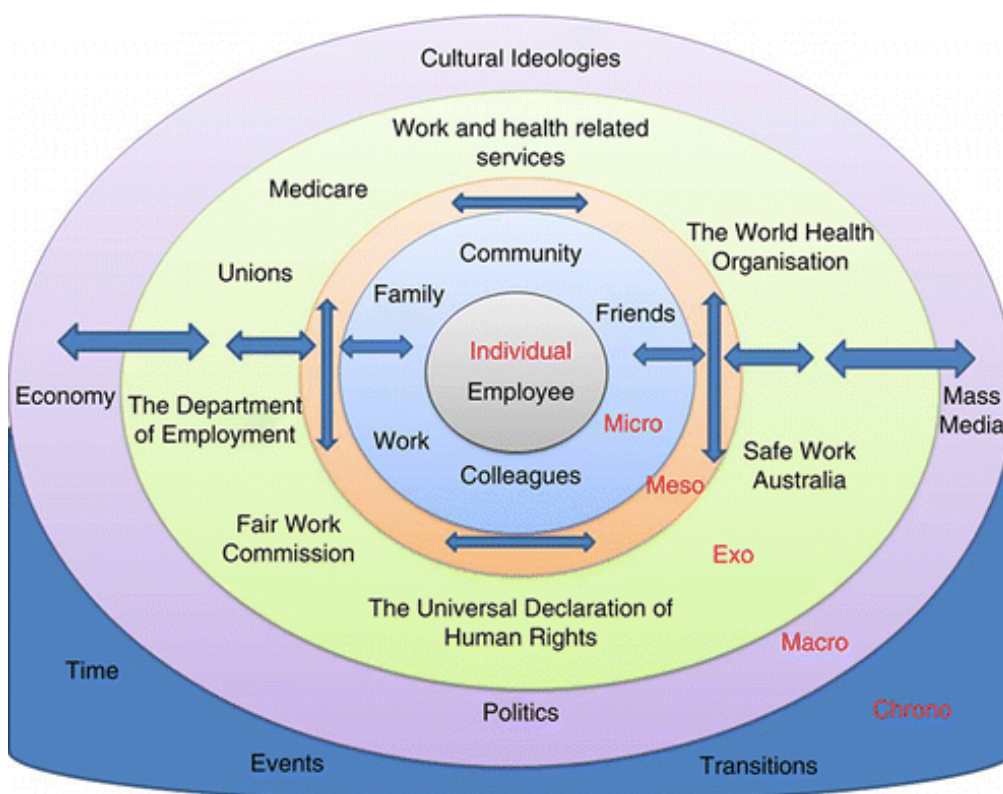 Cultural Ideologies
Work and health related
services
Medicare
The World Health
Organisation
Unions
Community
Family
Friends
Individual
Employee
Economy
The Department
of Employment
Mass
Media
Micro
Work
Colleagues
Safe Work
Australia
Meso
Fair Work
Commission
Exo
The Universal Declaration of
Human Rights
Macro
Time
Politics
Chrono
Events
Transitions